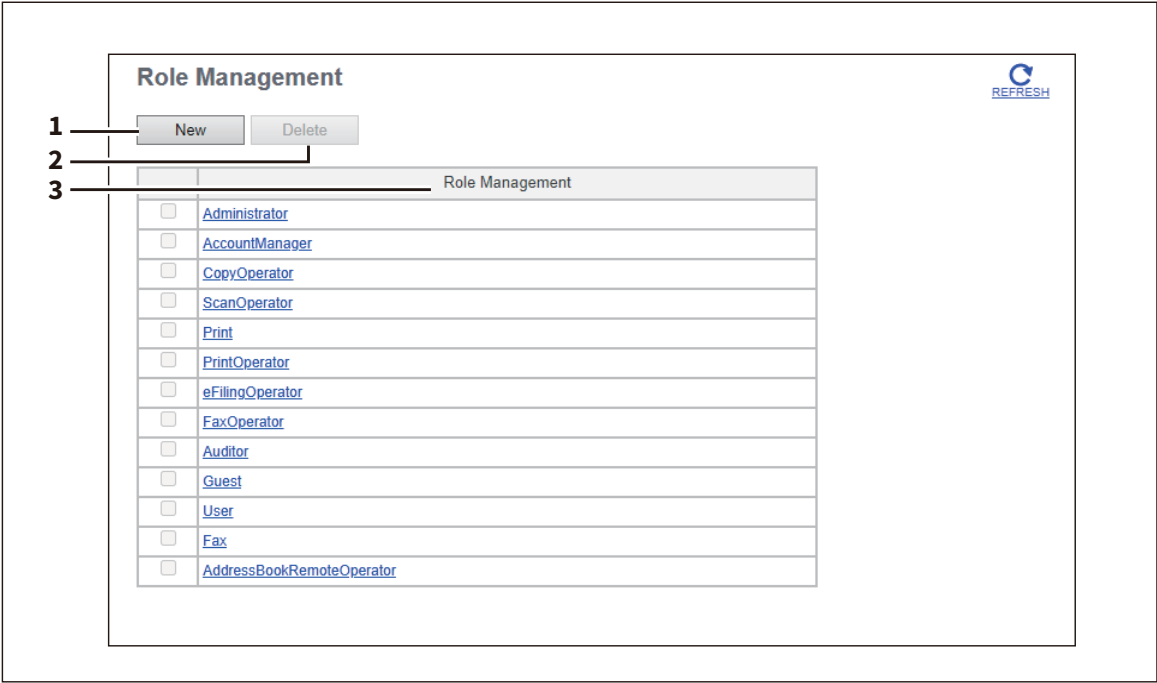 Role Management
REFRESH
1
New
Delete
2
3
Role Management
Administrator
AccountManager
CopyOperator
ScanOperator
Print
PrintOperator
eFilingOperator
FaxOperator
Auditor
Guest
User
Fax
AddressBookRemoteOperator